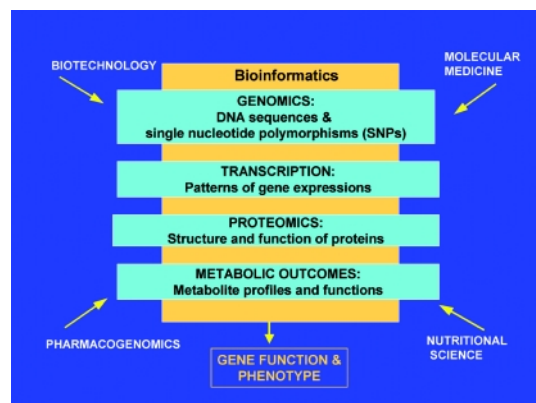 BIOTECHNOLOGY
MOLECULAR
MEDICINE
Bioinformatics
GENOMICS:
DNA sequences &
single nucleotide polymorphisms (SNPs)
TRANSCRIPTION:
Patterns of gene expressions
PROTEOMICS:
Structure and function of proteins
METABOLIC OUTCOMES:
Metabolite profiles and functions
PHARMACOGENOMICS
NUTRITIONAL
SCIENCE
GENE FUNCTION &
PHENOTYPE